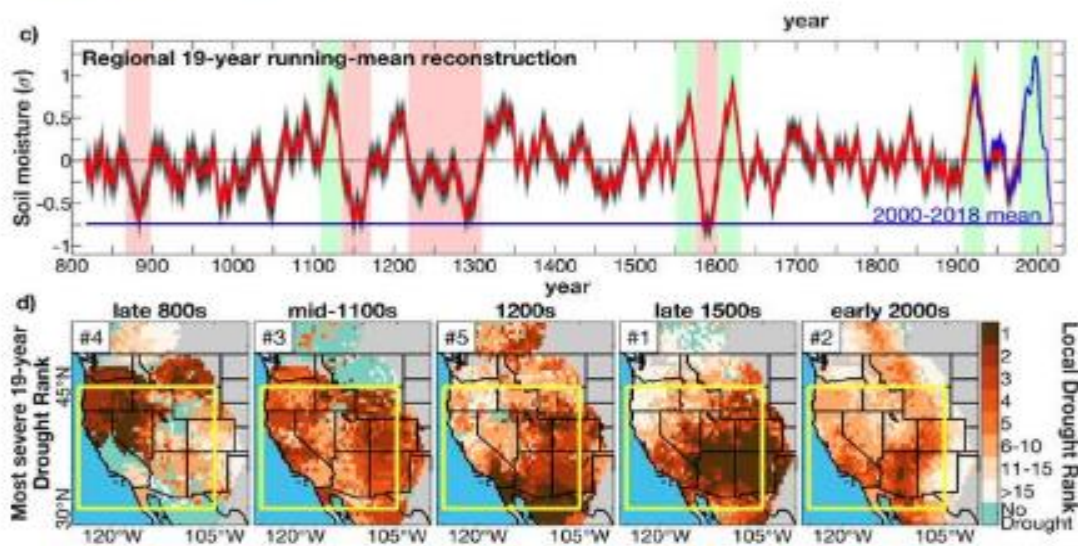 year
c)
Regional 19-year running-mean reconstruction
Soil moisture (σ)
1
0.5
0
-0.5
-1
2000-2018 mean
800 900 1000 1100 1200 1300 1400 1500 1600 1700 1800 1900 2000
year
d)
late 800s mid-1100s 1200s late 1500s early 2000s
#4 #3 #5 #1 #2
Most severe 19-year
Drought Rank
45°N
30°N
120°W 105°W 120°W 105°W 120°W 105°W 120°W 105°W 120°W 105°W
1
2
3
4
5
6-10
11-15
>15
No
Drought
Local Drought Rank